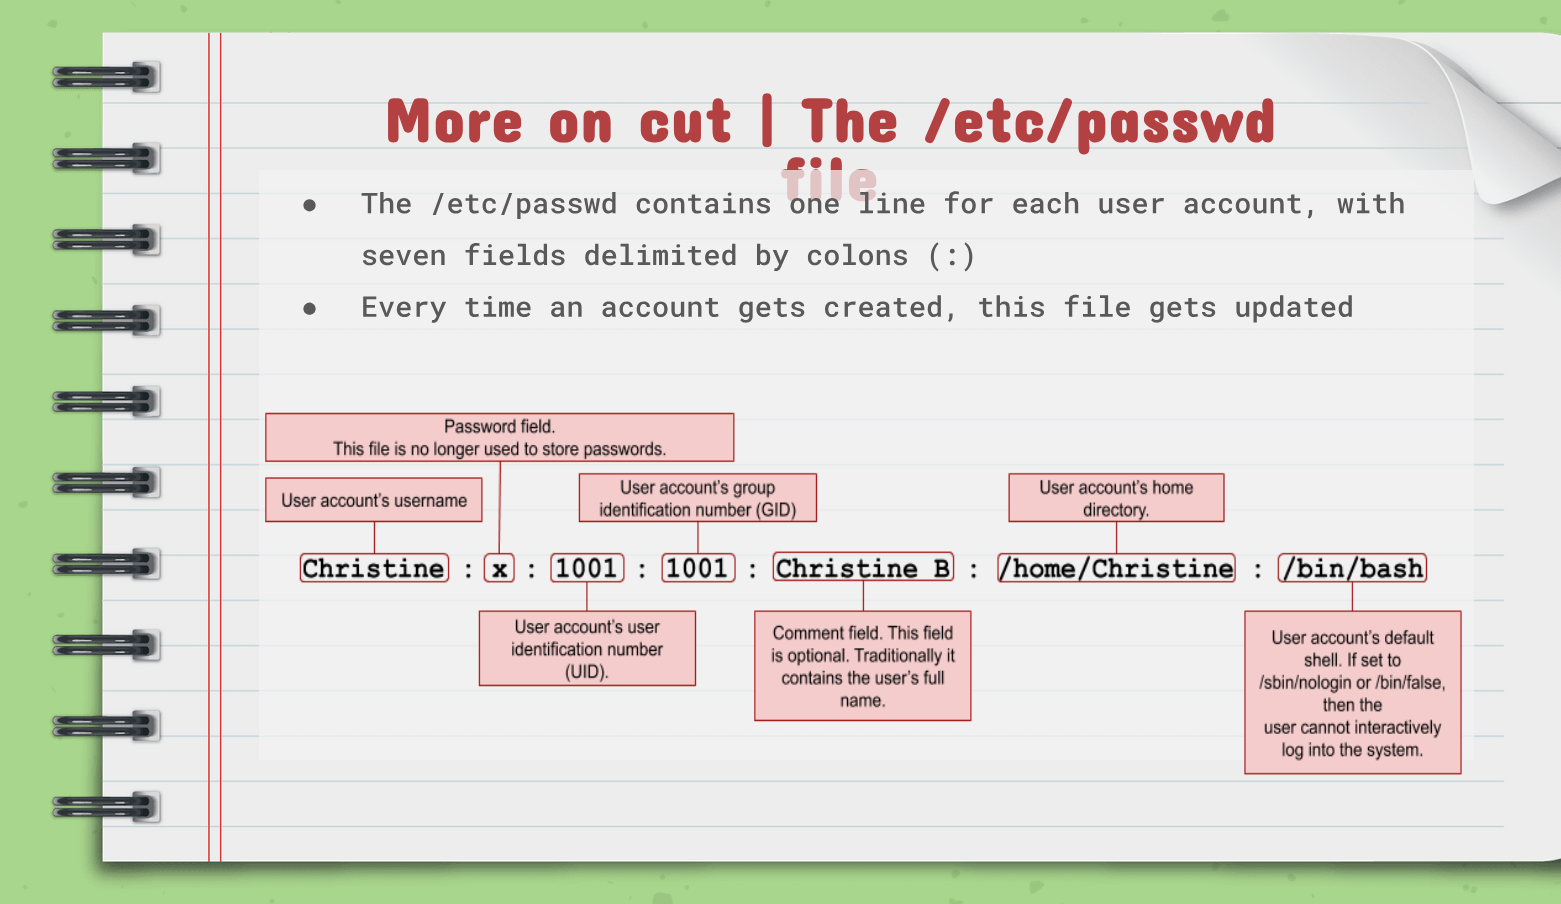 More on cut | The /etc/passwd
file
● The /etc/passwd contains one line for each user account, with
seven fields delimited by colons (:)
● Every time an account gets created, this file gets updated
Password field.
This file is no longer used to store passwords.
User account's username
User account's group
identification number (GID)
User account's home
directory.
Christine : x : 1001 : 1001 : Christine B : /home/Christine : /bin/bash
User account's user
identification number
(UID).
Comment field. This field
is optional. Traditionally it
contains the user's full
name.
User account's default
shell. If set to
/sbin/nologin or /bin/false,
then the
user cannot interactively
log into the system.